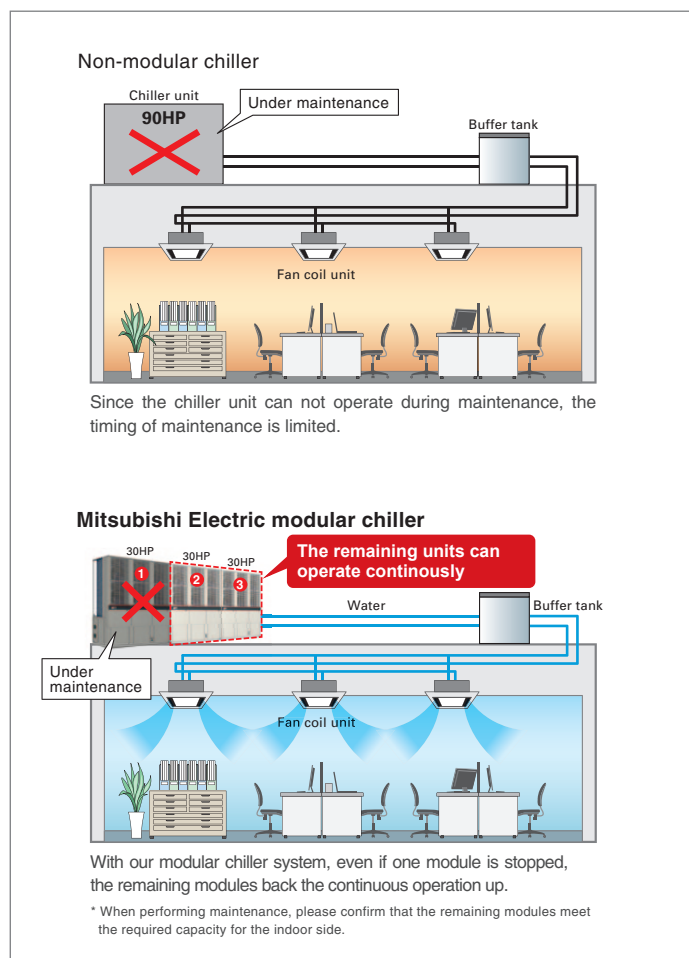 Non-modular chiller
Chiller unit
90HP
Under maintenance
Buffer tank
Fan coil unit
Since the chiller unit can not operate during maintenance, the
timing of maintenance is limited.
Mitsubishi Electric modular chiller
30HP
30HP
30HP
1
2
3
The remaining units can
operate continously
Water
Buffer tank
Under
maintenance
Fan coil unit
With our modular chiller system, even if one module is stopped,
the remaining modules back the continuous operation up.
* When performing maintenance, please confirm that the remaining modules meet
the required capacity for the indoor side.